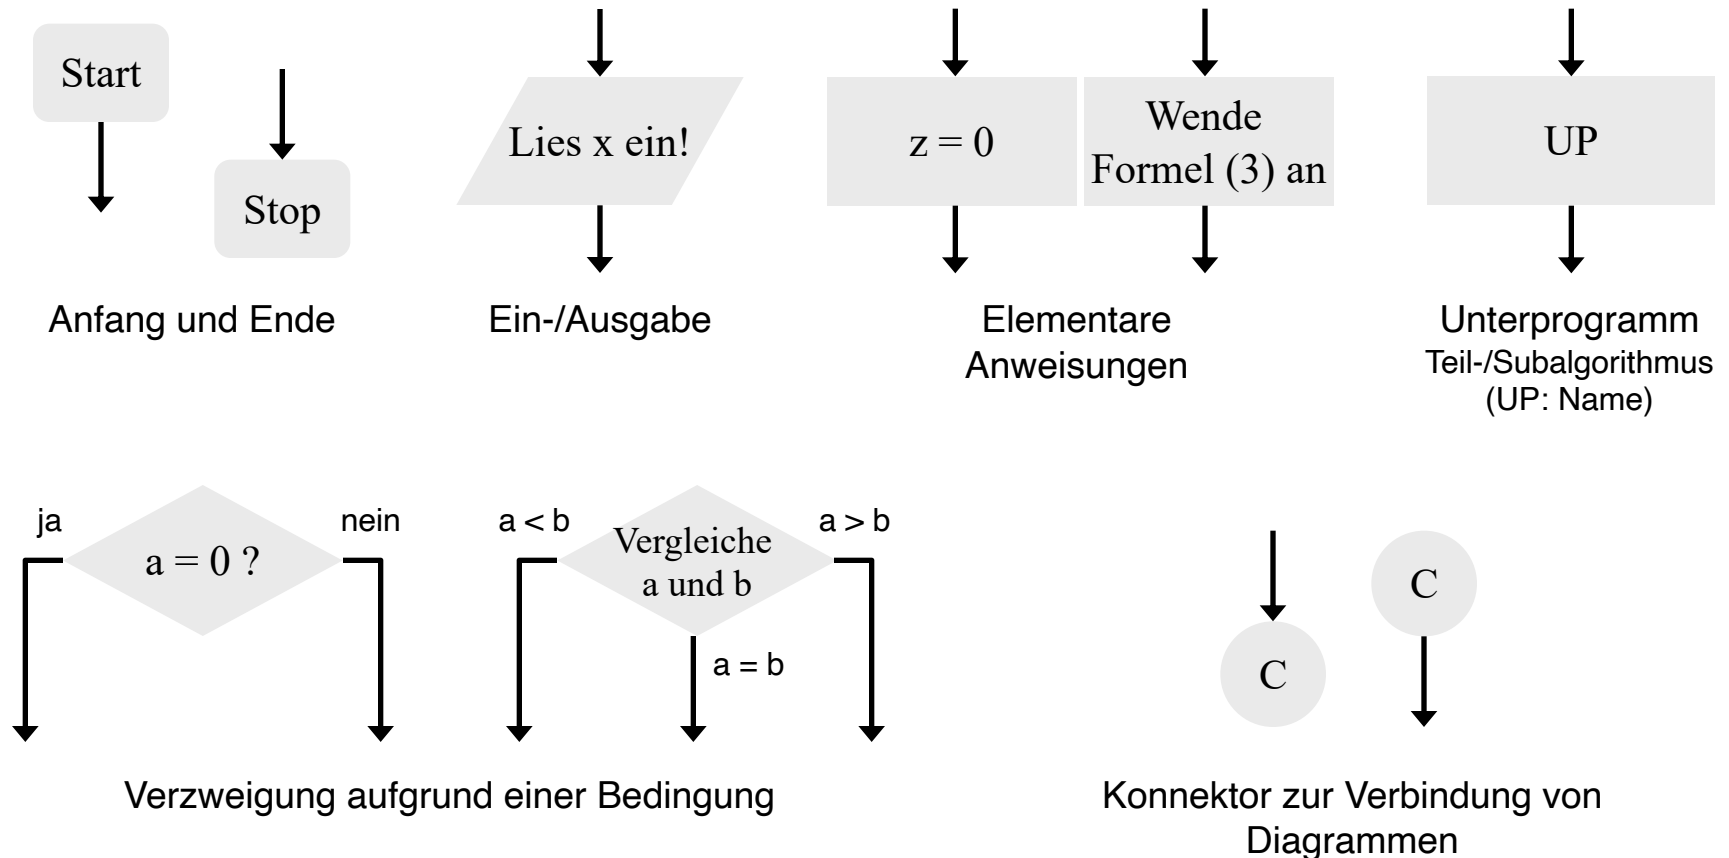 Start
Stop
Anfang und Ende
Lies x ein!
Ein-/Ausgabe
z = 0
Wende
Formel (3) an
Elementare
Anweisungen
UP
Unterprogramm
Teil-/Subalgorithmus
(UP: Name)
ja
a = 0 ?
nein
a < b
Vergleiche
a und b
a > b
a = b
Verzweigung aufgrund einer Bedingung
C
C
Konnektor zur Verbindung von
Diagrammen